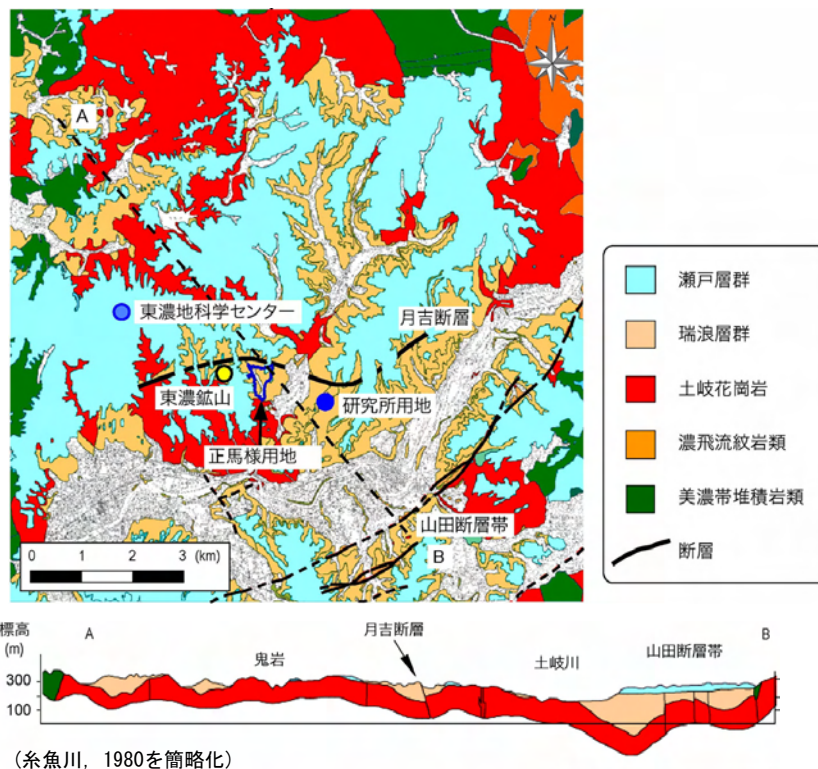 N
A
東濃地科学センター
月吉断層
東濃鉱山
研究所用地
正馬様用地
山田断層帯
B
0 1 2 3 (km)
瀬戸層群
瑞浪層群
土岐花崗岩
濃飛流紋岩類
美濃帯堆積岩類
断層
標高
(m)
A
鬼岩
月吉断層
土岐川
山田断層帯
B
300
100
300
100
(糸魚川, 1980を簡略化)